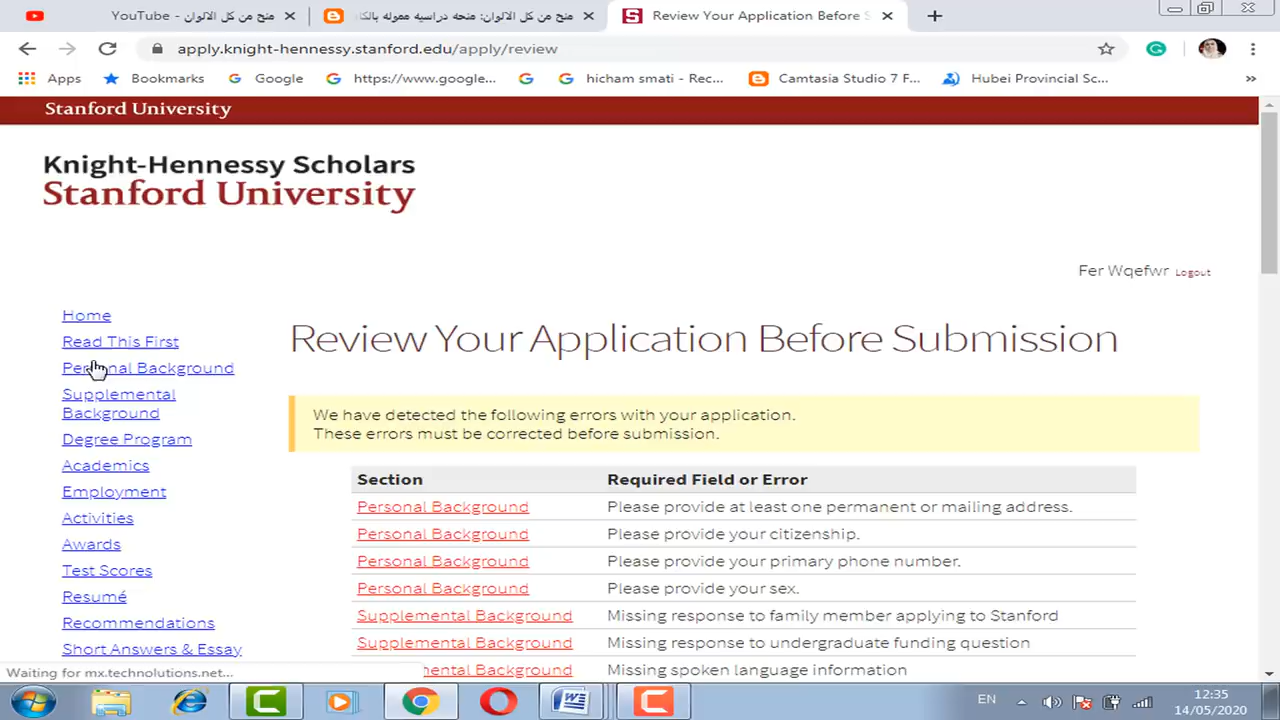 YouTube - منح من كل الالوان
منح من كل الالوان: منحه دراسيه مموله بالكا
Review Your Application Before S
apply.knight-hennessy.stanford.edu/apply/review
Apps
Bookmarks
Google
https://www.google...
hicham smati - Rec...
Camtasia Studio 7 F...
Hubei Provincial Sc...
»
Stanford University
Knight-Hennessy Scholars
Stanford University
Fer Wqefwr Logout
Home
Read This First
Personal Background
Supplemental
Background
Degree Program
Academics
Employment
Activities
Awards
Test Scores
Resumé
Recommendations
Short Answers & Essay
Review Your Application Before Submission
We have detected the following errors with your application.
These errors must be corrected before submission.
Section Required Field or Error
Personal Background Please provide at least one permanent or mailing address.
Personal Background Please provide your citizenship.
Personal Background Please provide your primary phone number.
Personal Background Please provide your sex.
Supplemental Background Missing response to family member applying to Stanford
Supplemental Background Missing response to undergraduate funding question
mental Background Missing spoken language information
Waiting for mx.technolutions.net...
EN
12:35
14/05/2020